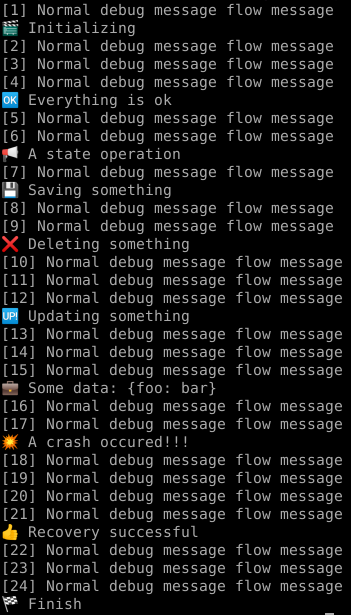 [1] Normal debug message flow message
🎬 Initializing
[2] Normal debug message flow message
[3] Normal debug message flow message
[4] Normal debug message flow message
🆗 Everything is ok
[5] Normal debug message flow message
[6] Normal debug message flow message
📢 A state operation
[7] Normal debug message flow message
💾 Saving something
[8] Normal debug message flow message
[9] Normal debug message flow message
❌ Deleting something
[10] Normal debug message flow message
[11] Normal debug message flow message
[12] Normal debug message flow message
🆙 Updating something
[13] Normal debug message flow message
[14] Normal debug message flow message
[15] Normal debug message flow message
💼 Some data: {foo: bar}
[16] Normal debug message flow message
[17] Normal debug message flow message
💥 A crash occured!!!
[18] Normal debug message flow message
[19] Normal debug message flow message
[20] Normal debug message flow message
[21] Normal debug message flow message
👍 Recovery successful
[22] Normal debug message flow message
[23] Normal debug message flow message
[24] Normal debug message flow message
🏁 Finish